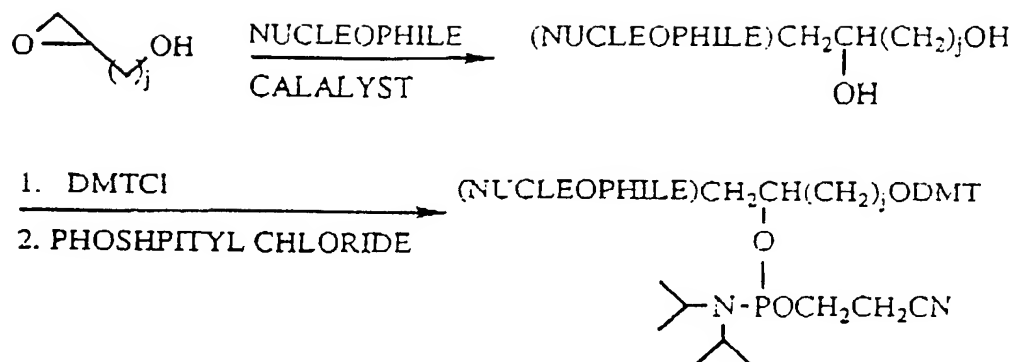 O
OH
( )j
NUCLEOPHILE
CALALYST
(NUCLEOPHILE)CH₂CH(CH₂)jOH
OH
1. DMTCl
2. PHOSHPITYL CHLORIDE
(NUCLEOPHILE)CH₂CH(CH₂)jODMT
O
N-POCH₂CH₂CN